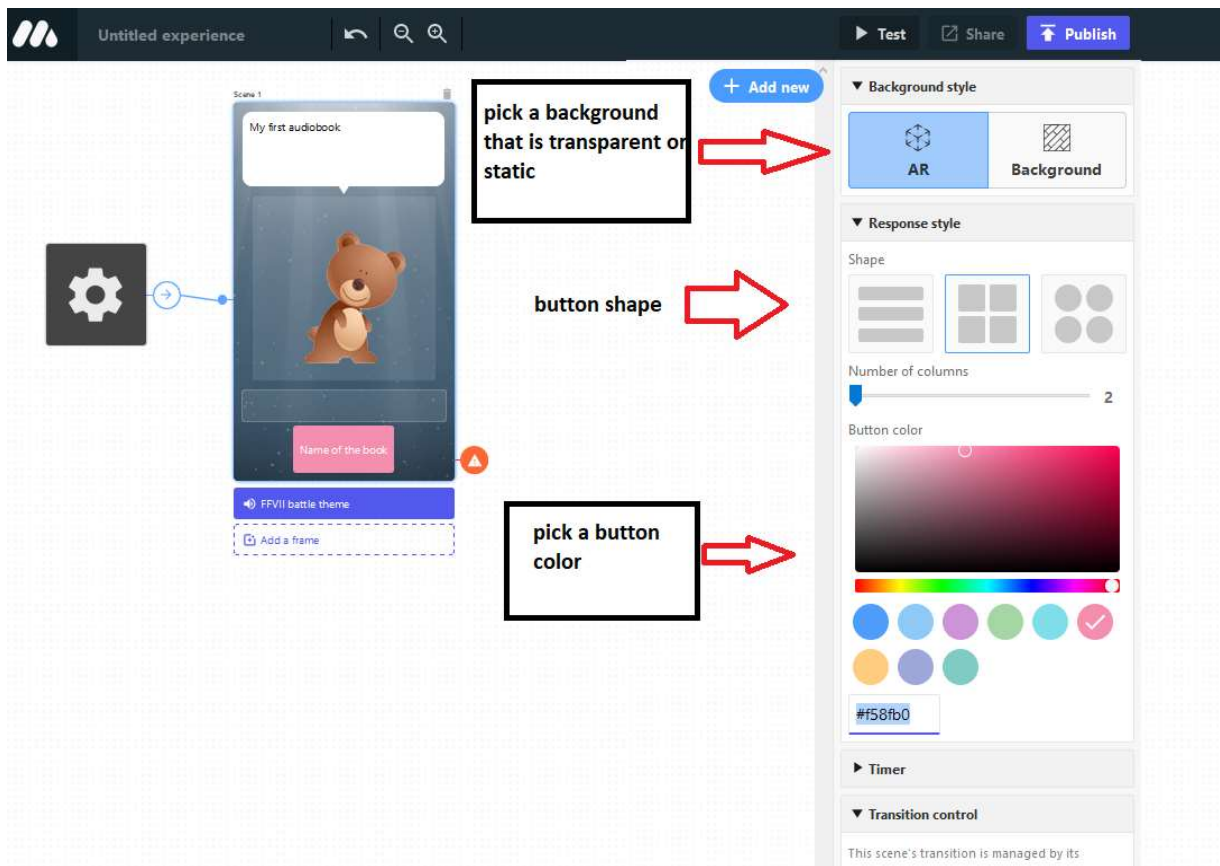 Untitled experience
Test
Share
Publish
Scene 1
My first audiobook
Name of the book
FFVII battle theme
Add a frame
pick a background
that is transparent or
static
button shape
pick a button
color
+ Add new
Background style
AR
Background
Response style
Shape
Number of columns
2
Button color
#f58fb0
Timer
Transition control
This scene's transition is managed by its